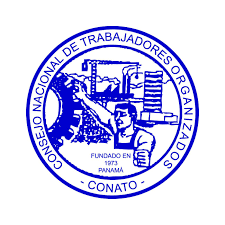 CONSEJO NACIONAL DE TRABAJADORES ORGANIZADOS
FUNDADO EN
1973
PANAMÁ
- CONATO -